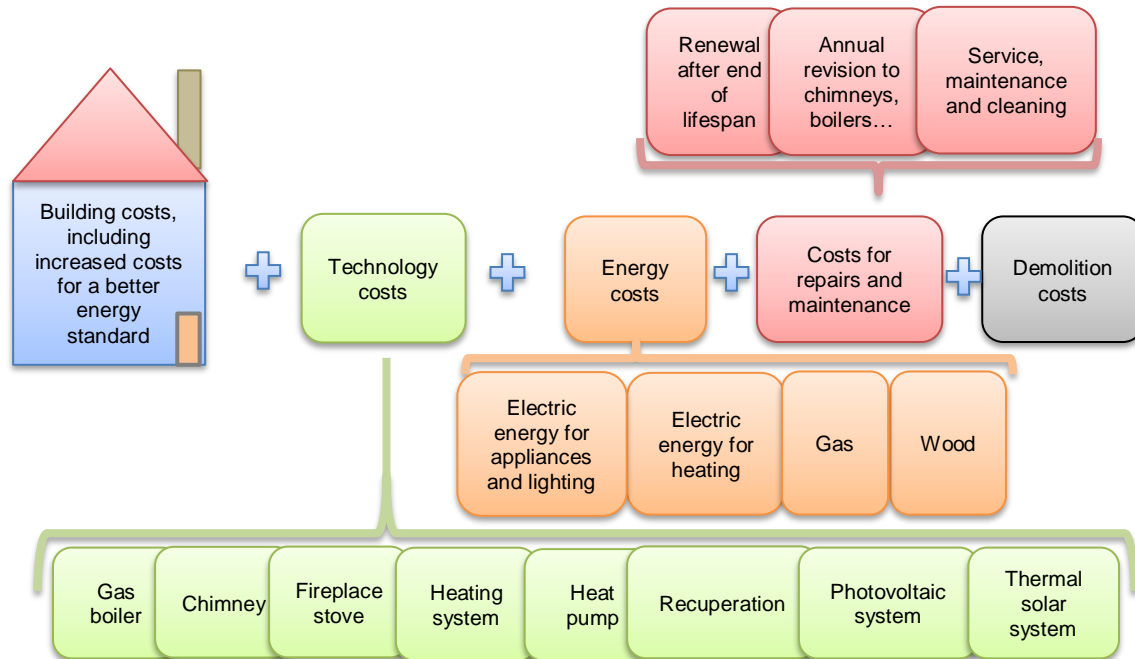 Renewal
after end
of
lifespan
Annual
revision to
chimneys,
boilers…
Service,
maintenance
and cleaning
Building costs,
including
increased costs
for a better
energy
standard
Technology
costs
Energy
costs
Costs for
repairs and
maintenance
Demolition
costs
Electric
energy for
appliances
and lighting
Electric
energy for
heating
Gas
Wood
Gas
boiler
Chimney
Fireplace
stove
Heating
system
Heat
pump
Recuperation
Photovoltaic
system
Thermal
solar
system